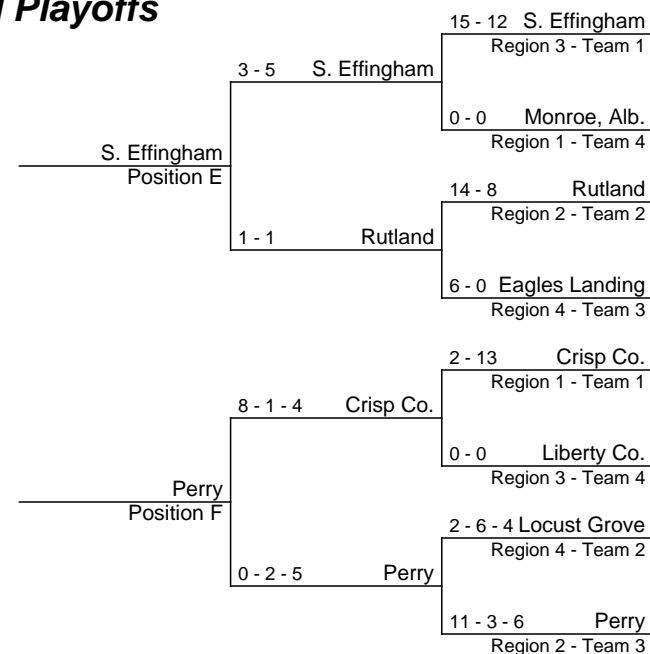 Playoffs
15 - 12 S. Effingham
Region 3 - Team 1
3 - 5 S. Effingham
0 - 0 Monroe, Alb.
Region 1 - Team 4
S. Effingham
Position E
14 - 8 Rutland
Region 2 - Team 2
1 - 1 Rutland
6 - 0 Eagles Landing
Region 4 - Team 3
2 - 13 Crisp Co.
Region 1 - Team 1
8 - 1 - 4 Crisp Co.
0 - 0 Liberty Co.
Region 3 - Team 4
Perry
Position F
2 - 6 - 4 Locust Grove
Region 4 - Team 2
0 - 2 - 5 Perry
11 - 3 - 6 Perry
Region 2 - Team 3